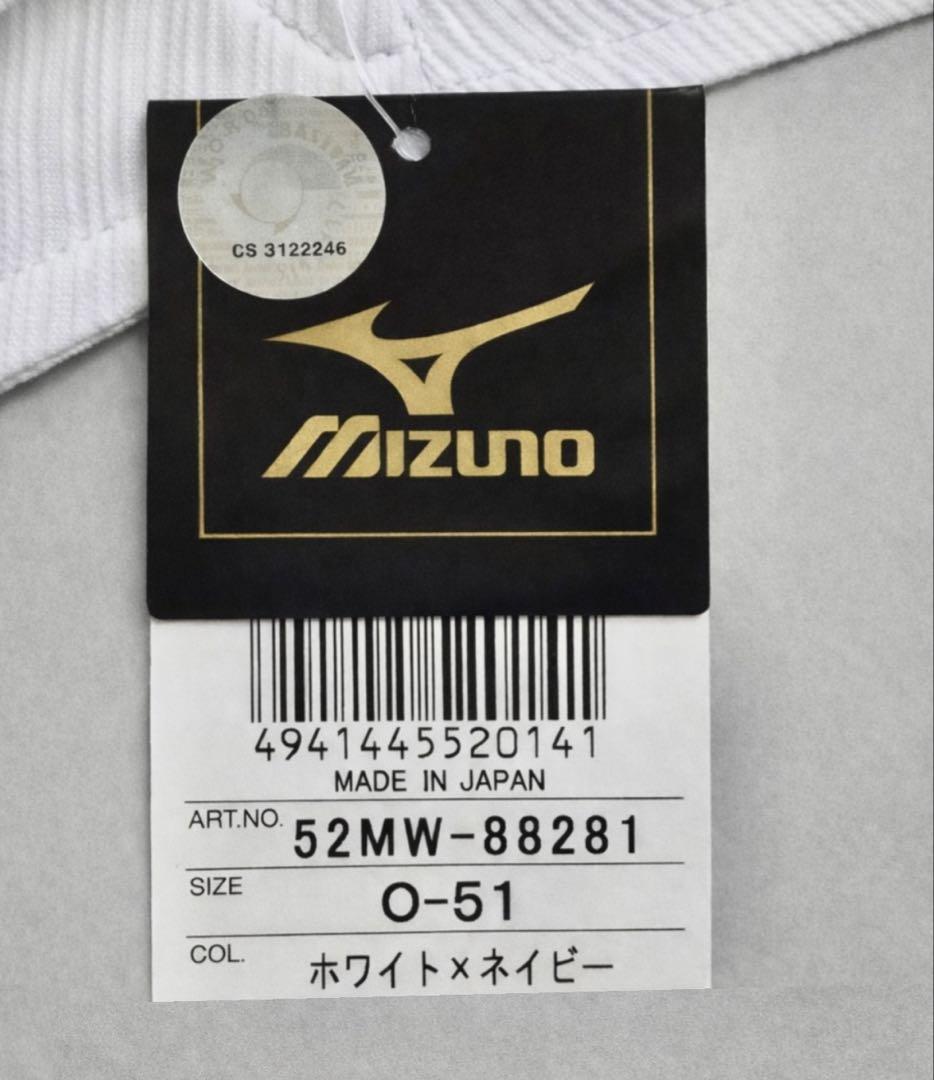 CS 3122246
MIZUNO
4941445520141
MADE IN JAPAN
ART.NO. 52MW-88281
SIZE O-51
COL. ホワイト×ネイビー